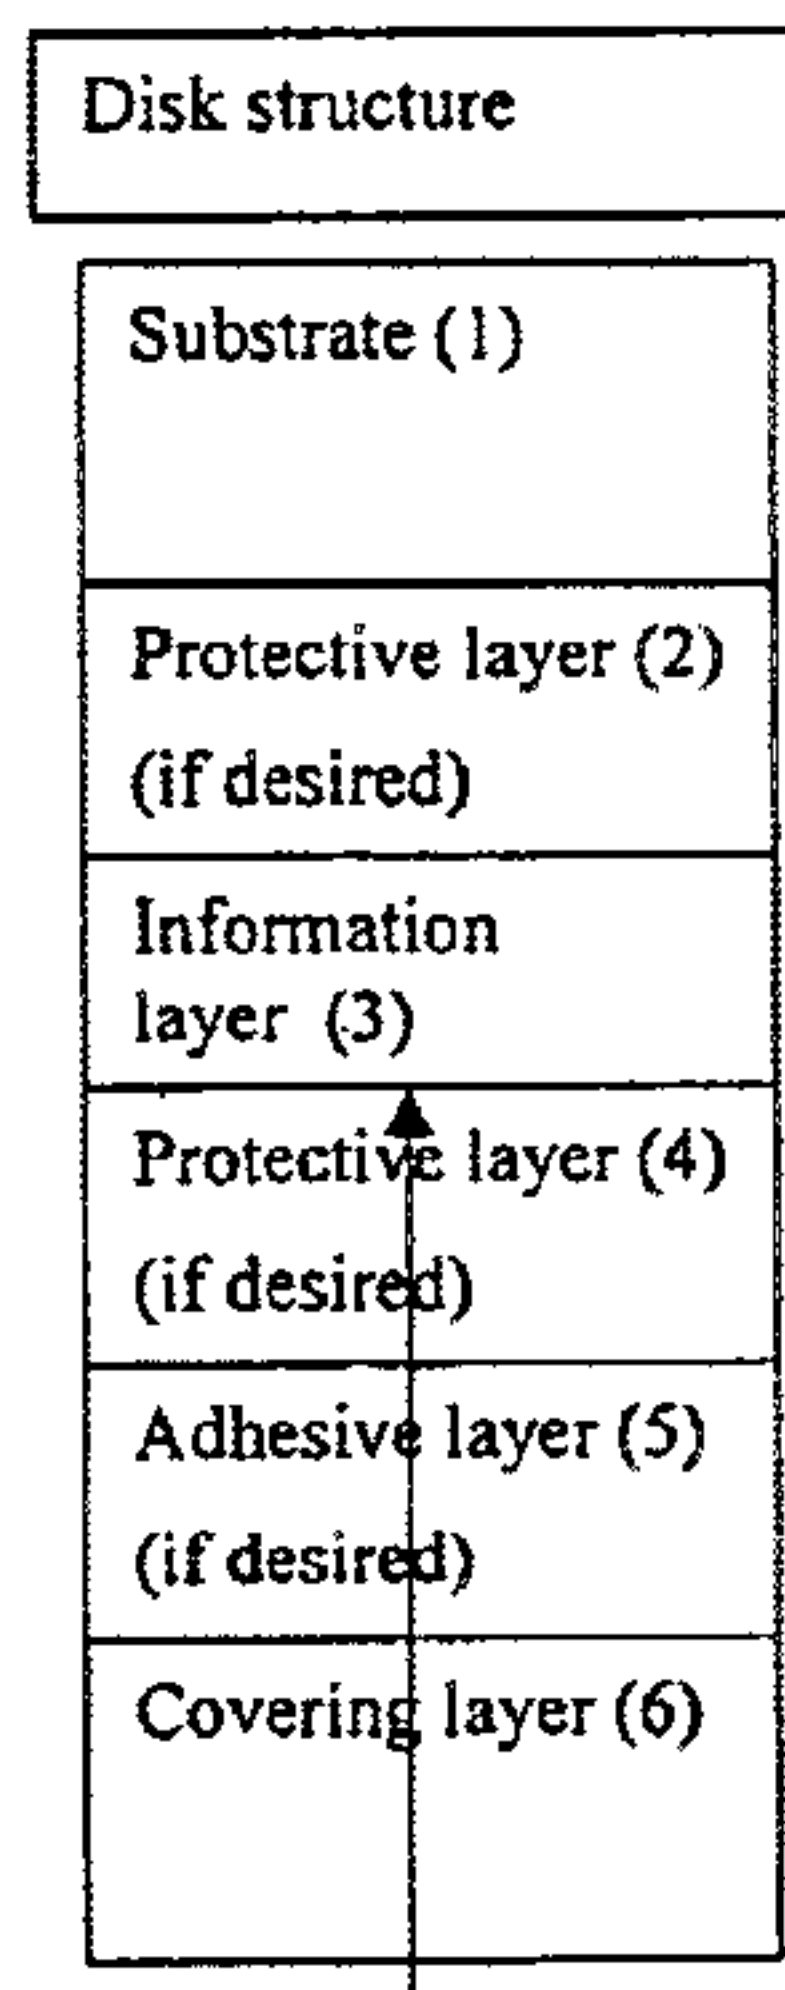 Disk structure
Substrate (1)
Protective layer (2)
(if desired)
Information
layer (3)
Protective layer (4)
(if desired)
Adhesive layer (5)
(if desired)
Covering layer (6)